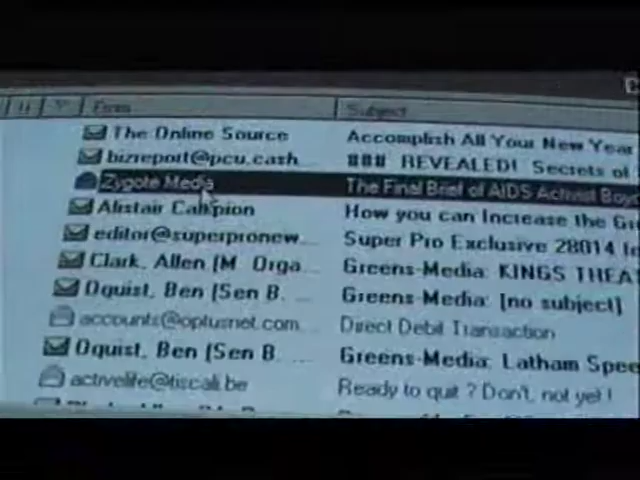 From Subject
The Online Source Accomplish All Your New Year
bizreport@pcu.cash... ### REVEALED! Secrets of
Zygote Media The Final Brief of AIDS Activist Boys
Alistair Campion How you can Increase the Gr
editor@superpronew... Super Pro Exclusive 28014 le
Clark, Allen (M Orga... Greens-Media: KINGS THEAT
Oquist, Ben (Sen B. ... Greens-Media: [no subject]
accounts@optusnet.com... Direct Debit Transaction
Oquist, Ben (Sen B. ... Greens-Media: Latham Spee
activelife@tiscali.be Ready to quit ? Don't, not yet !